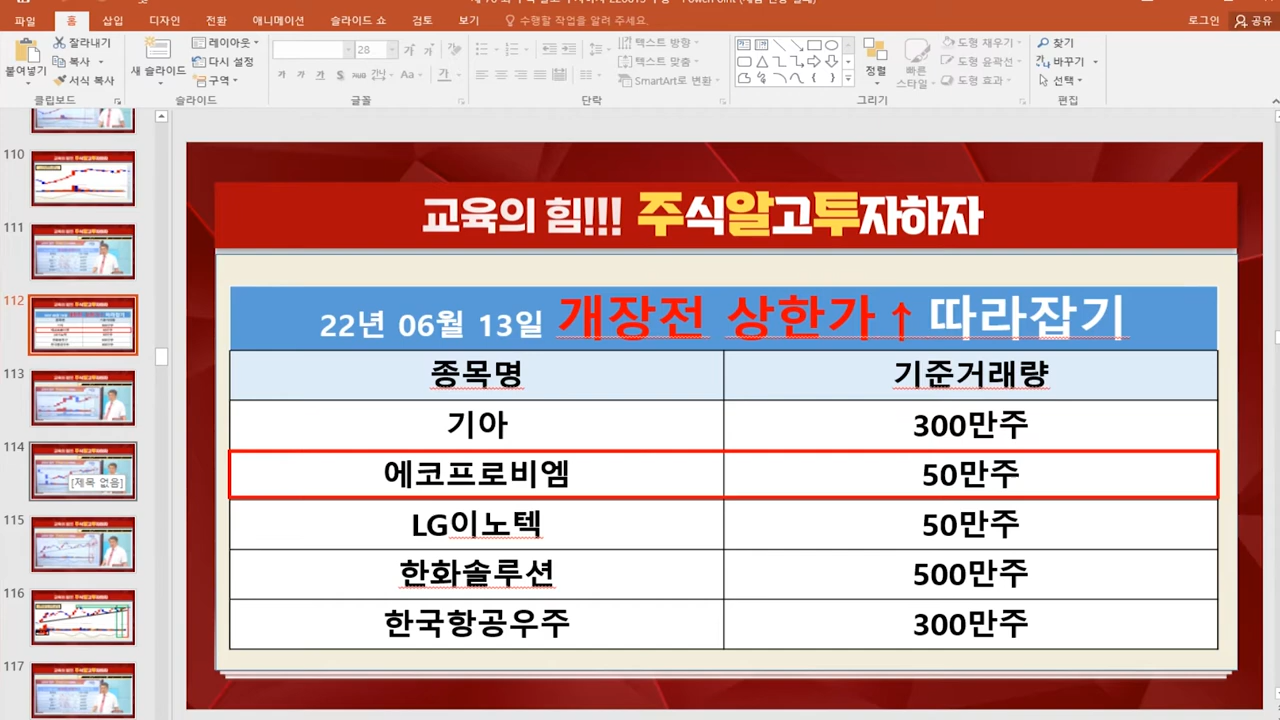 파일 홈 삽입 디자인 전환 애니메이션 슬라이드 쇼 검토 보기 수행할 작업을 알려 주세요. 로그인 공유
잘라내기 레이아웃 28 텍스트 방향 도형 채우기 찾기
복사 다시 설정 텍스트 맞춤 도형 윤곽선 바꾸기
붙여넣기 서식 복사 새 슬라이드 구역 SmartArt로 변환 정렬 빠른 스타일 도형 효과 선택
클립보드 슬라이드 글꼴 단락 그리기 편집
110
111
112
113
114
[제목 없음]
115
116
117
교육의 힘!!! 주식알고투자하자
22년 06월 13일 개장전 상한가↑ 따라잡기
종목명 기준거래량
기아 300만주
에코프로비엠 50만주
LG이노텍 50만주
한화솔루션 500만주
한국항공우주 300만주